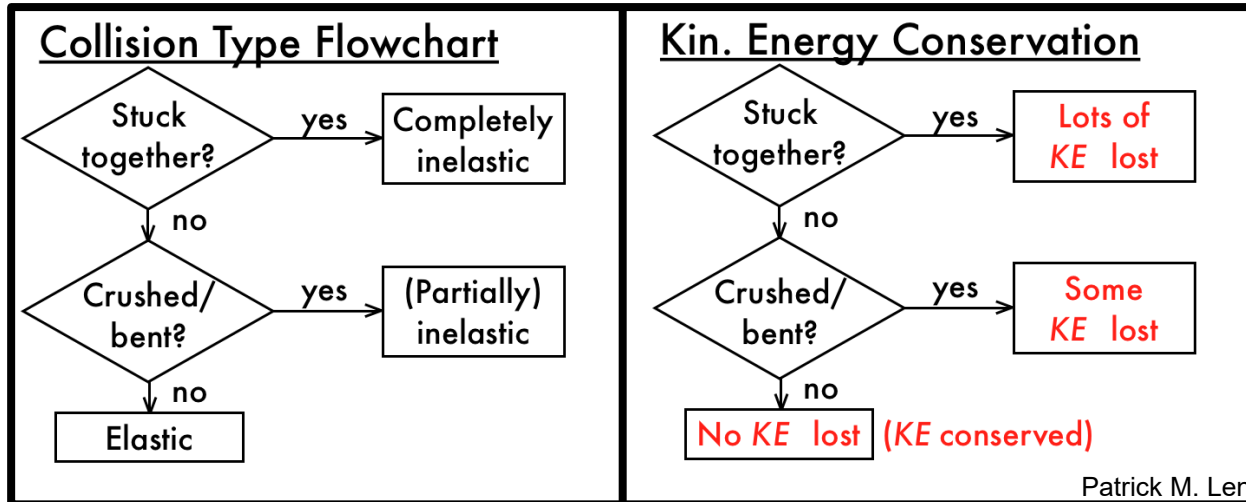 Collision Type Flowchart
Stuck
together?
yes
Completely
inelastic
no
Crushed/
bent?
yes
(Partially)
inelastic
no
Elastic
Kin. Energy Conservation
Stuck
together?
yes
Lots of
KE lost
no
Crushed/
bent?
yes
Some
KE lost
no
No KE lost (KE conserved)
Patrick M. Len